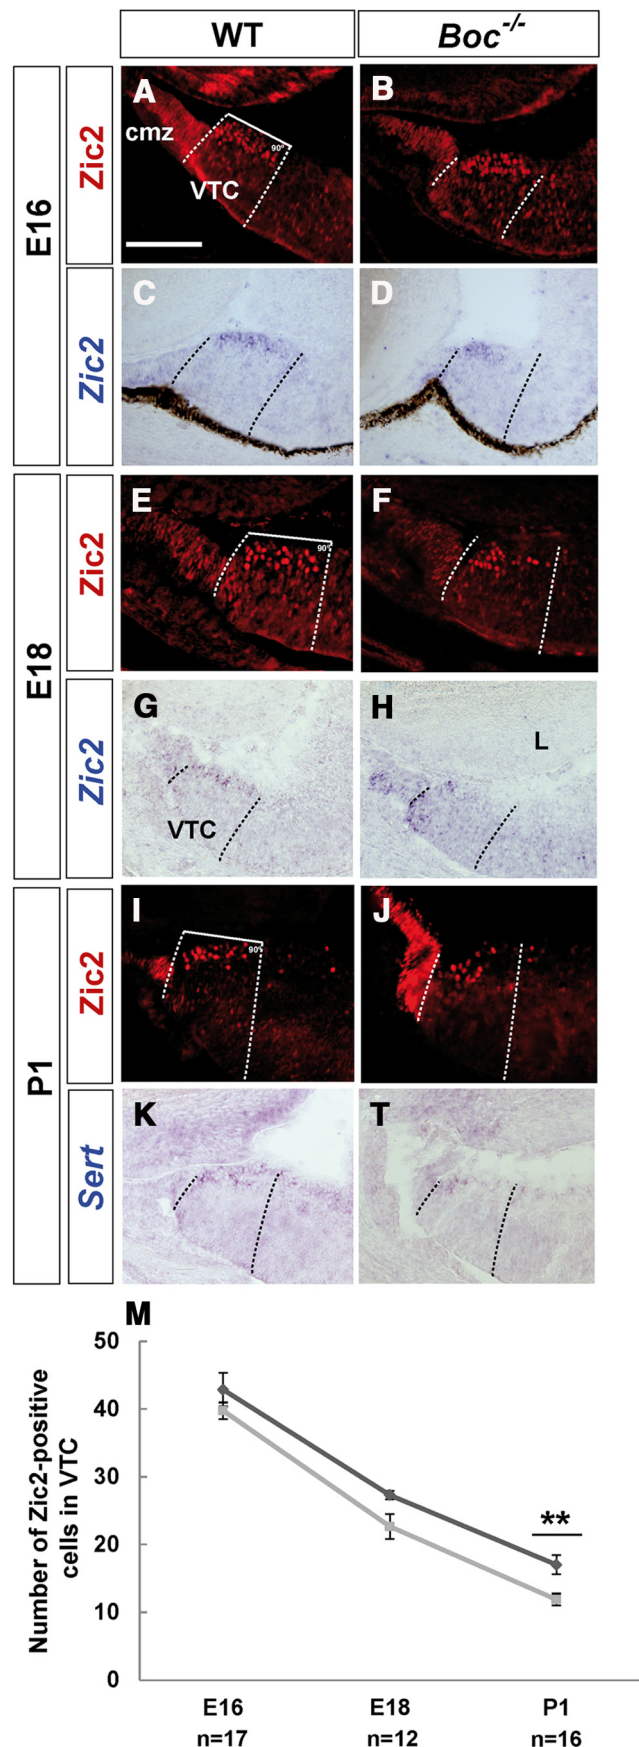 WT
Boc-/-
E16
Zic2
A
cmz
VTC
90°
B
Zic2
C
D
E18
Zic2
E
90°
F
Zic2
G
VTC
H
L
P1
Zic2
I
90°
J
Sert
K
T
M
Number of Zic2-positive
cells in VTC
50
40
30
20
10
0
**
E16
E18
P1
n=17
n=12
n=16